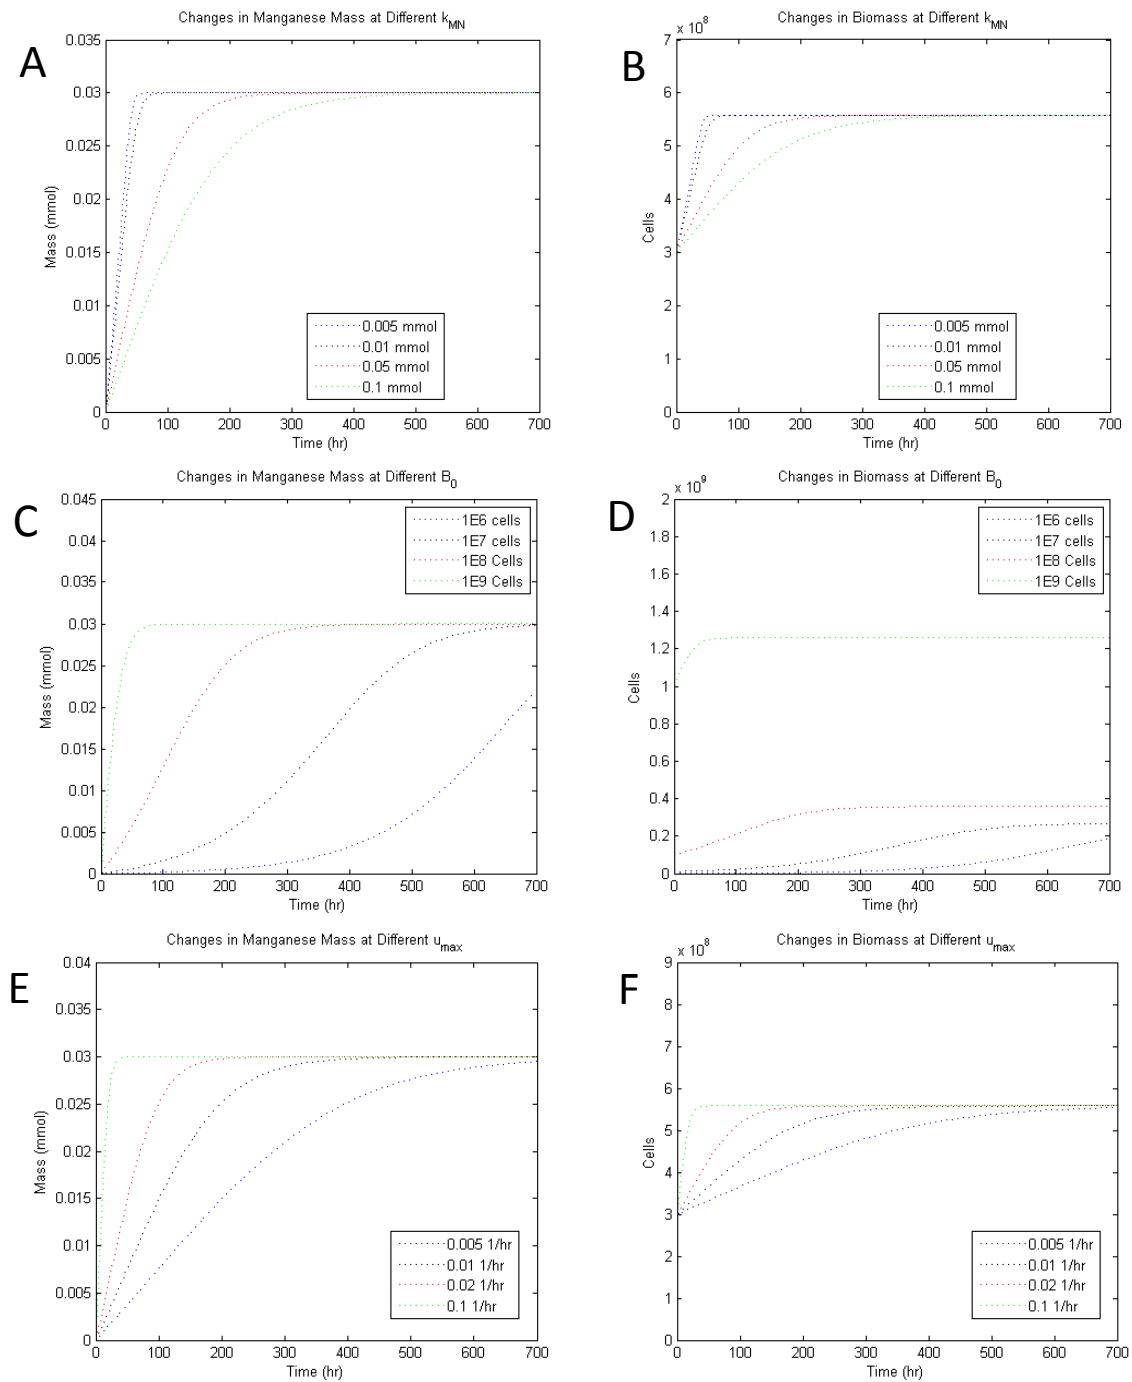 Changes in Manganese Mass at Different k_MN
A
0.035
0.03
0.025
0.02
0.015
0.01
0.005
0
Mass (mmol)
0.005 mmol
0.01 mmol
0.05 mmol
0.1 mmol
0 100 200 300 400 500 600 700
Time (hr)
Changes in Biomass at Different k_MN
x 10^8
B
7
6
5
4
3
2
1
0
Cells
0.005 mmol
0.01 mmol
0.05 mmol
0.1 mmol
0 100 200 300 400 500 600 700
Time (hr)
Changes in Manganese Mass at Different B_0
C
0.045
0.04
0.035
0.03
0.025
0.02
0.015
0.01
0.005
0
Mass (mmol)
1E6 cells
1E7 cells
1E8 Cells
1E9 Cells
0 100 200 300 400 500 600 700
Time (hr)
Changes in Biomass at Different B_0
x 10^9
D
2
1.8
1.6
1.4
1.2
1
0.8
0.6
0.4
0.2
0
Cells
1E6 cells
1E7 cells
1E8 Cells
1E9 Cells
0 100 200 300 400 500 600 700
Time (hr)
Changes in Manganese Mass at Different u_max
E
0.04
0.035
0.03
0.025
0.02
0.015
0.01
0.005
0
Mass (mmol)
0.005 1/hr
0.01 1/hr
0.02 1/hr
0.1 1/hr
0 100 200 300 400 500 600 700
Time (hr)
Changes in Biomass at Different u_max
x 10^8
F
9
8
7
6
5
4
3
2
1
0
Cells
0.005 1/hr
0.01 1/hr
0.02 1/hr
0.1 1/hr
0 100 200 300 400 500 600 700
Time (hr)